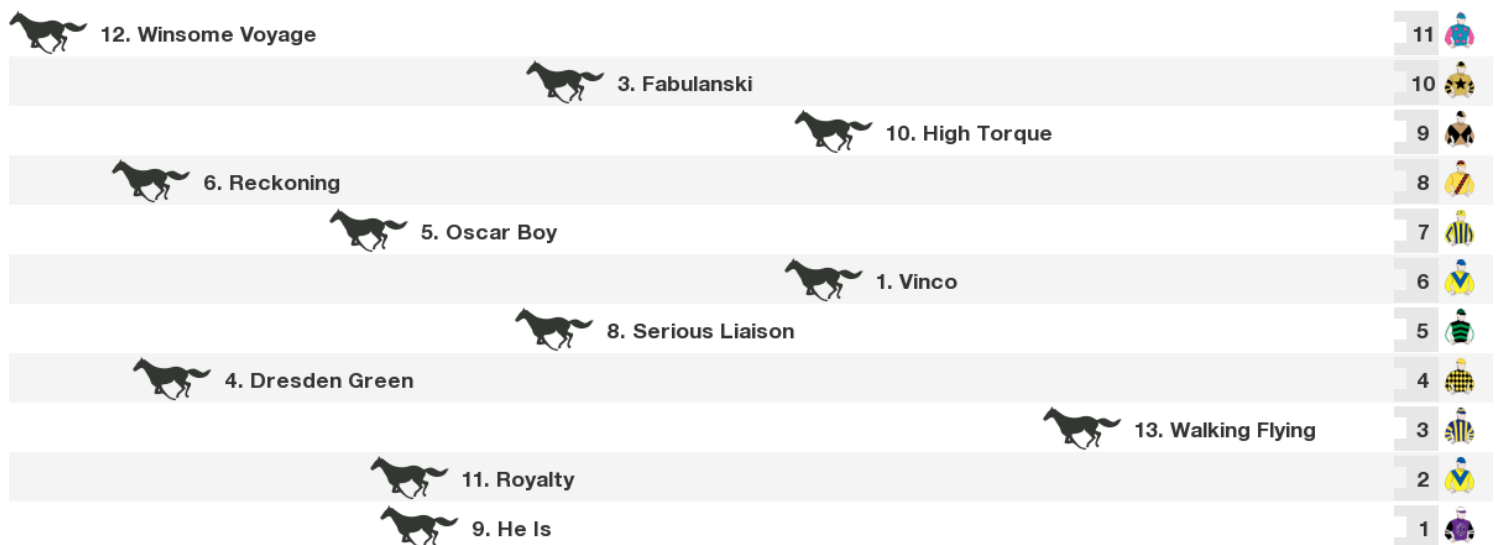 12. Winsome Voyage 11
3. Fabulanski 10
10. High Torque 9
6. Reckoning 8
5. Oscar Boy 7
1. Vinco 6
8. Serious Liaison 5
4. Dresden Green 4
13. Walking Flying 3
11. Royalty 2
9. He Is 1